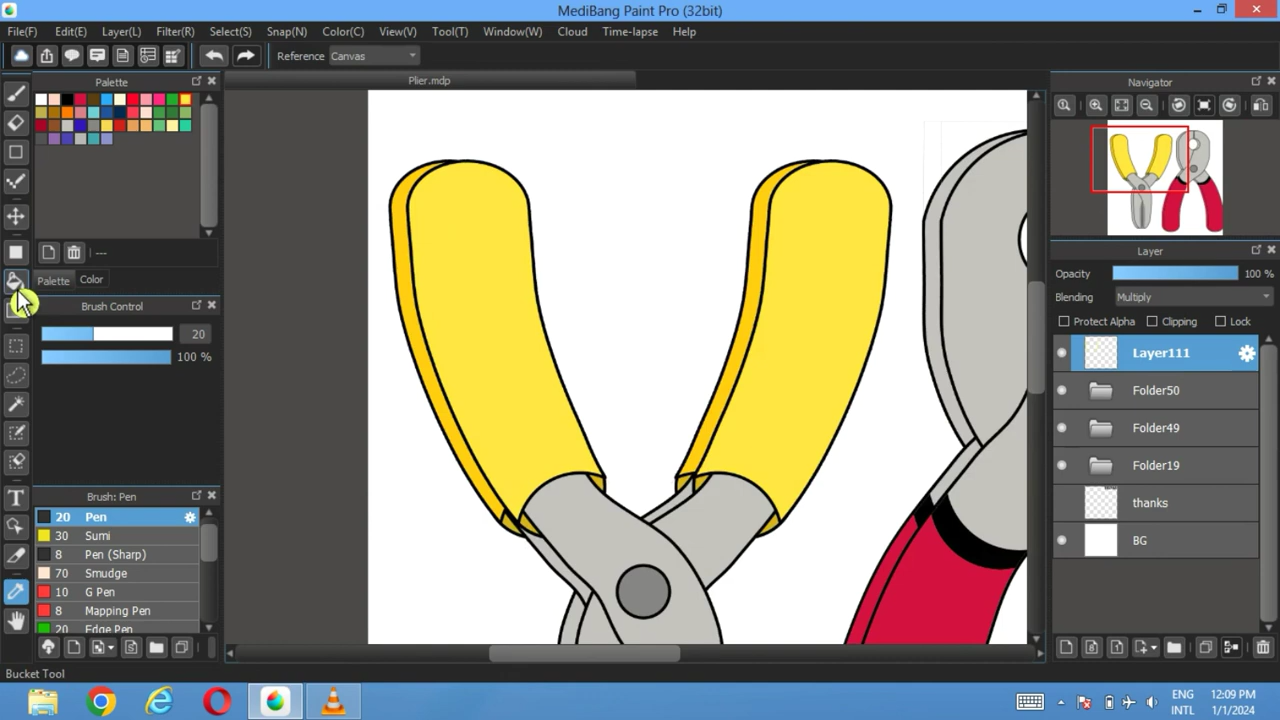 MediBang Paint Pro (32bit)
File(F) Edit(E) Layer(L) Filter(R) Select(S) Snap(N) Color(C) View(V) Tool(T) Window(W) Cloud Time-lapse Help
Reference Canvas
Palette
Plier.mdp
Navigator
---
Palette Color
Brush Control
20
100 %
Layer
Opacity 100 %
Blending Multiply
Protect Alpha Clipping Lock
Layer111
Folder50
Folder49
Folder19
thanks
BG
Brush: Pen
20 Pen
30 Sumi
8 Pen (Sharp)
70 Smudge
10 G Pen
8 Mapping Pen
20 Edge Pen
Bucket Tool
ENG
INTL
12:09 PM
1/1/2024